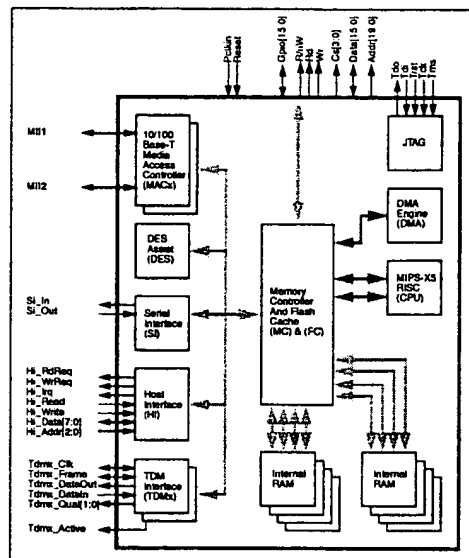 Pclkin
Reset
Gpio[15:0]
R/nW
Rd
Wr
Cs[3:0]
Data[15:0]
Addr[19:0]
Tdo
Tdi
Trst
Tclk
Tms
MII1
MII2
10/100
Base-T
Media
Access
Controller
(MACx)
JTAG
DMA
Engine
(DMA)
DES
Assist
(DES)
MIPS-X5
RISC
(CPU)
Memory
Controller
And Flash
Cache
(MC) & (FC)
Si_In
Si_Out
Serial
Interface
(SI)
Hi_RdReq
Hi_WrReq
Hi_Irq
Hi_Read
Hi_Write
Hi_Data[7:0]
Hi_Addr[2:0]
Host
Interface
(HI)
Tdmx_Clk
Tdmx_Frame
Tdmx_DataOut
Tdmx_DataIn
Tdmx_Qual[1:0]
Tdmx_Active
TDM
Interface
(TDMx)
Internal
RAM
Internal
RAM